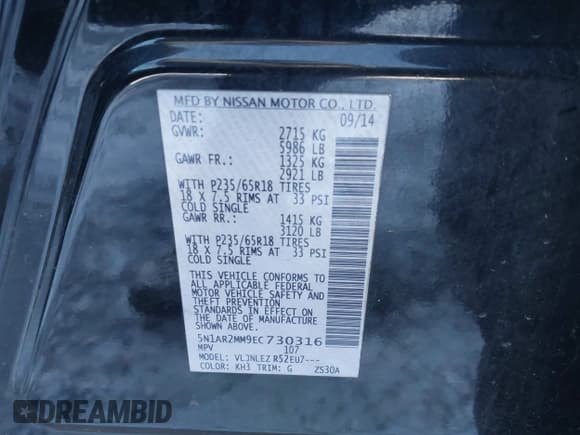 MFD BY NISSAN MOTOR CO., LTD.
DATE: 09/14
GVWR: 2715 KG
5986 LB
GAWR FR.: 1325 KG
2921 LB
WITH P235/65R18 TIRES
18 X 7.5 RIMS AT 33 PSI
COLD SINGLE
GAWR RR.: 1415 KG
3120 LB
WITH P235/65R18 TIRES
18 X 7.5 RIMS AT 33 PSI
COLD SINGLE
THIS VEHICLE CONFORMS TO
ALL APPLICABLE FEDERAL
MOTOR VEHICLE SAFETY AND
THEFT PREVENTION
STANDARDS IN EFFECT ON
THE DATE OF MANUFACTURE
SHOWN ABOVE.
5N1AR2MM9EC730316
MPV 107
MODEL: VLJNLEZ R52EU7---
COLOR: KH3 TRIM: G ZS30A
DREAMBID